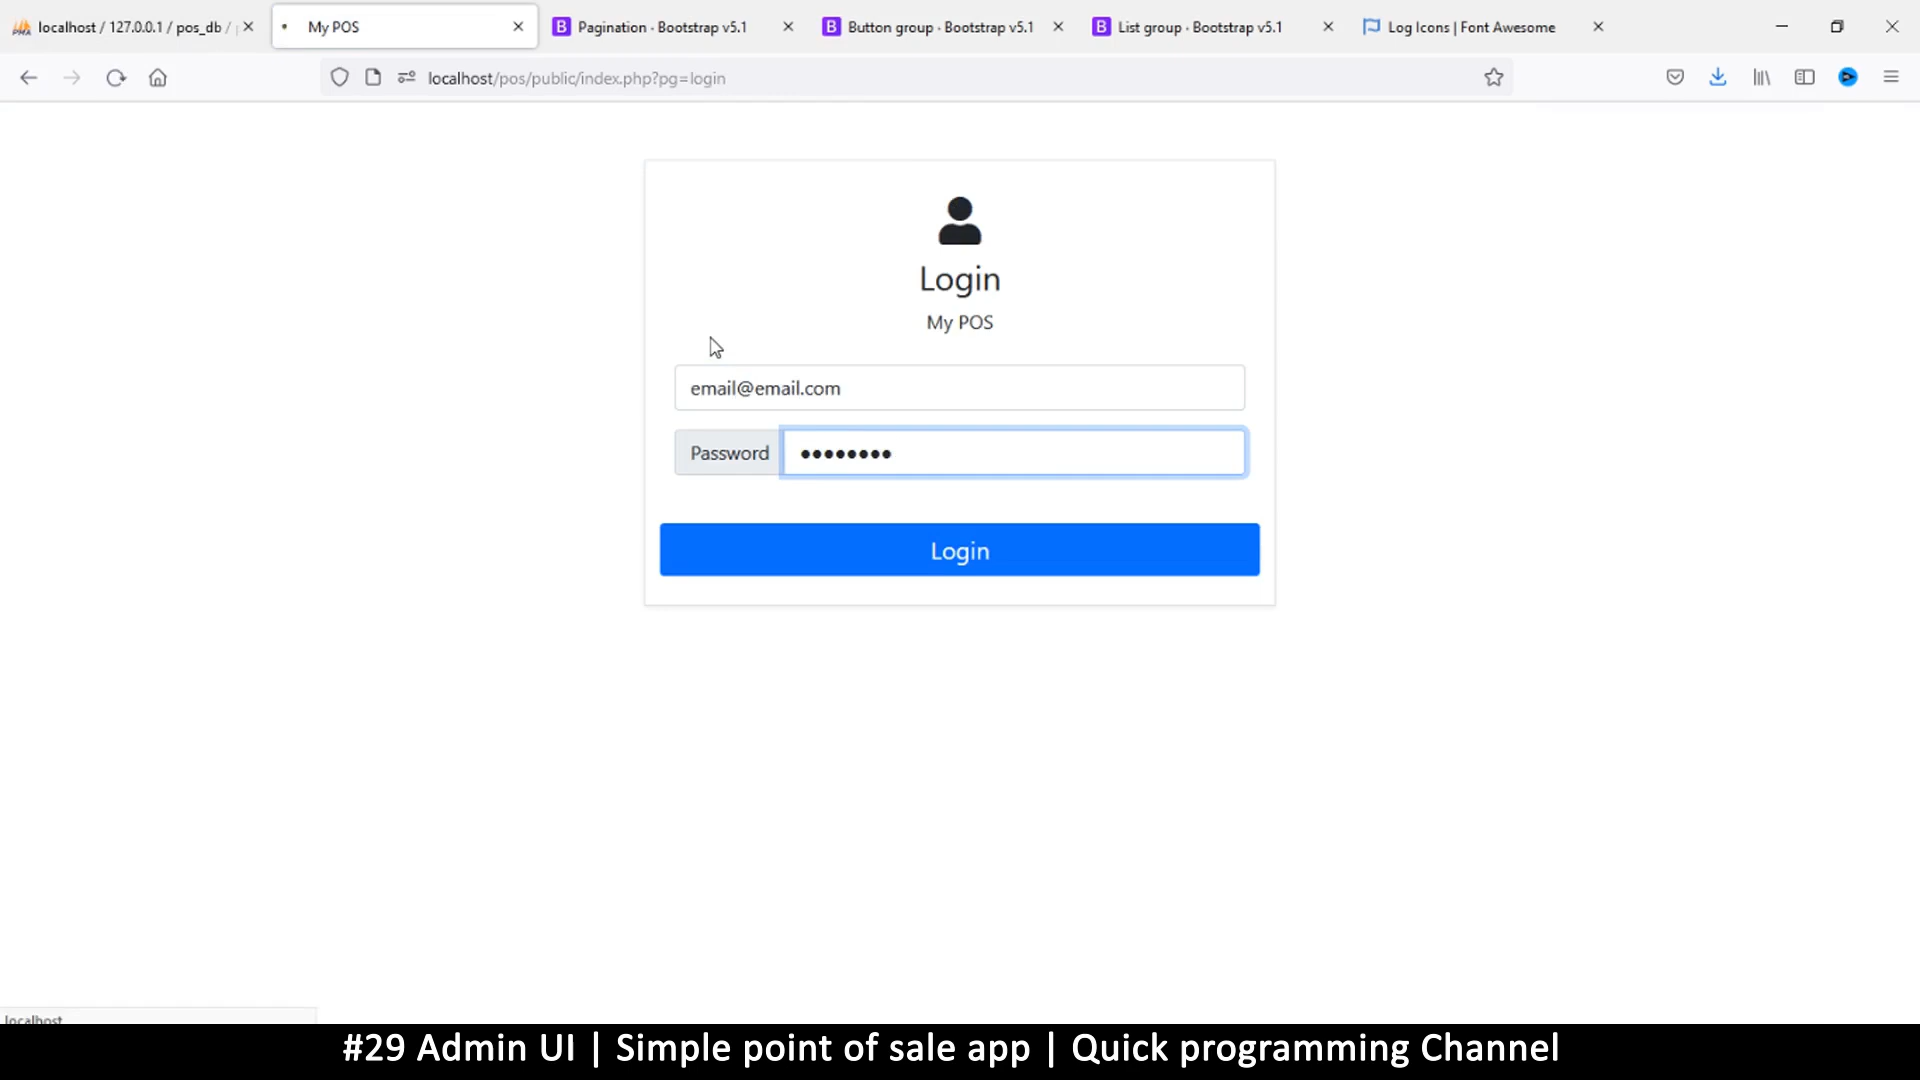 localhost / 127.0.0.1 / pos_db /
My POS
Pagination · Bootstrap v5.1
Button group · Bootstrap v5.1
List group · Bootstrap v5.1
Log Icons | Font Awesome
localhost/pos/public/index.php?pg=login
Login
My POS
email@email.com
Password
Login
localhost
#29 Admin UI | Simple point of sale app | Quick programming Channel